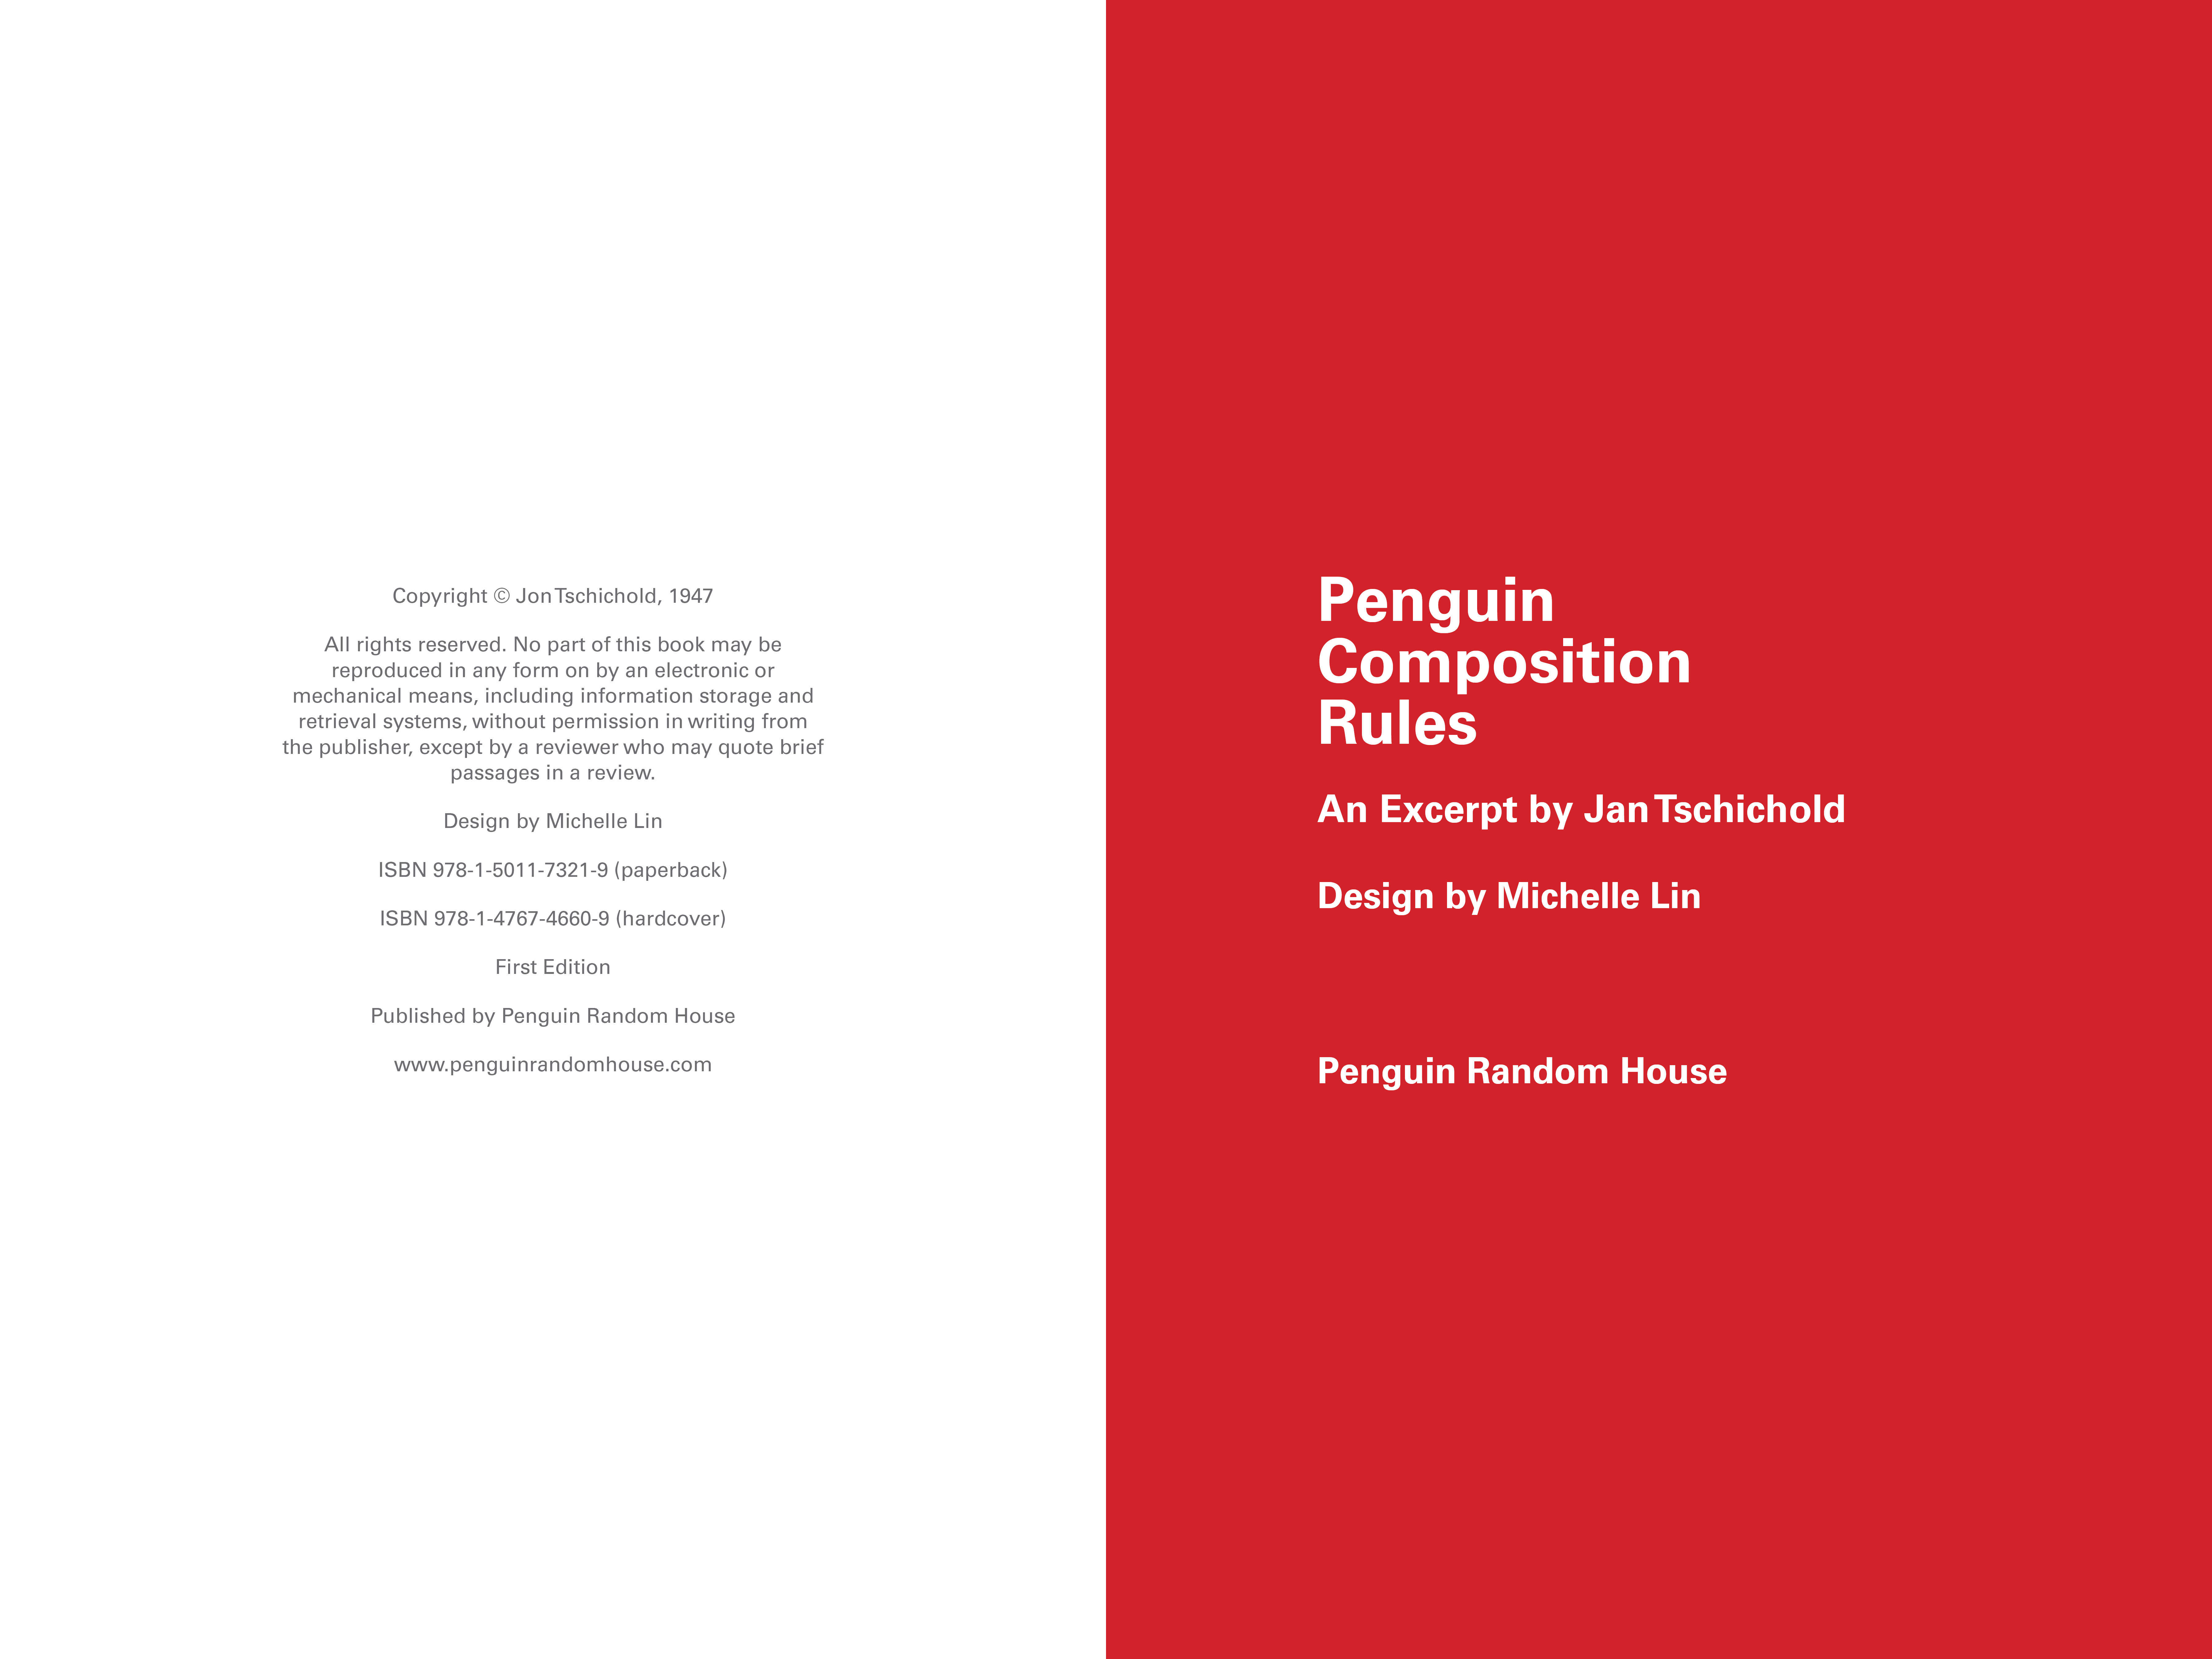 Copyright © Jon Tschichold, 1947
All rights reserved. No part of this book may be
reproduced in any form on by an electronic or
mechanical means, including information storage and
retrieval systems, without permission in writing from
the publisher, except by a reviewer who may quote brief
passages in a review.
Design by Michelle Lin
ISBN 978-1-5011-7321-9 (paperback)
ISBN 978-1-4767-4660-9 (hardcover)
First Edition
Published by Penguin Random House
www.penguinrandomhouse.com
Penguin
Composition
Rules
An Excerpt by Jan Tschichold
Design by Michelle Lin
Penguin Random House